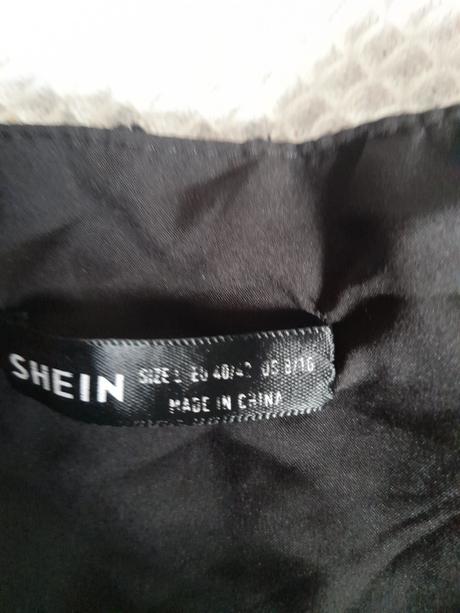 SHEIN
SIZE L EU 40/42 US 8/10
MADE IN CHINA